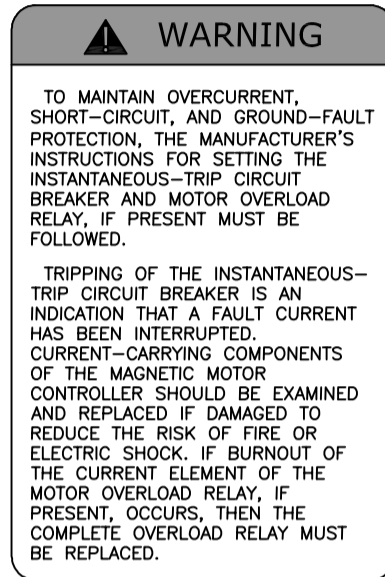 WARNING
TO MAINTAIN OVERCURRENT,
SHORT-CIRCUIT, AND GROUND-FAULT
PROTECTION, THE MANUFACTURER'S
INSTRUCTIONS FOR SETTING THE
INSTANTANEOUS-TRIP CIRCUIT
BREAKER AND MOTOR OVERLOAD
RELAY, IF PRESENT MUST BE
FOLLOWED.
TRIPPING OF THE INSTANTANEOUS-
TRIP CIRCUIT BREAKER IS AN
INDICATION THAT A FAULT CURRENT
HAS BEEN INTERRUPTED.
CURRENT-CARRYING COMPONENTS
OF THE MAGNETIC MOTOR
CONTROLLER SHOULD BE EXAMINED
AND REPLACED IF DAMAGED TO
REDUCE THE RISK OF FIRE OR
ELECTRIC SHOCK. IF BURNOUT OF
THE CURRENT ELEMENT OF THE
MOTOR OVERLOAD RELAY, IF
PRESENT, OCCURS, THEN THE
COMPLETE OVERLOAD RELAY MUST
BE REPLACED.